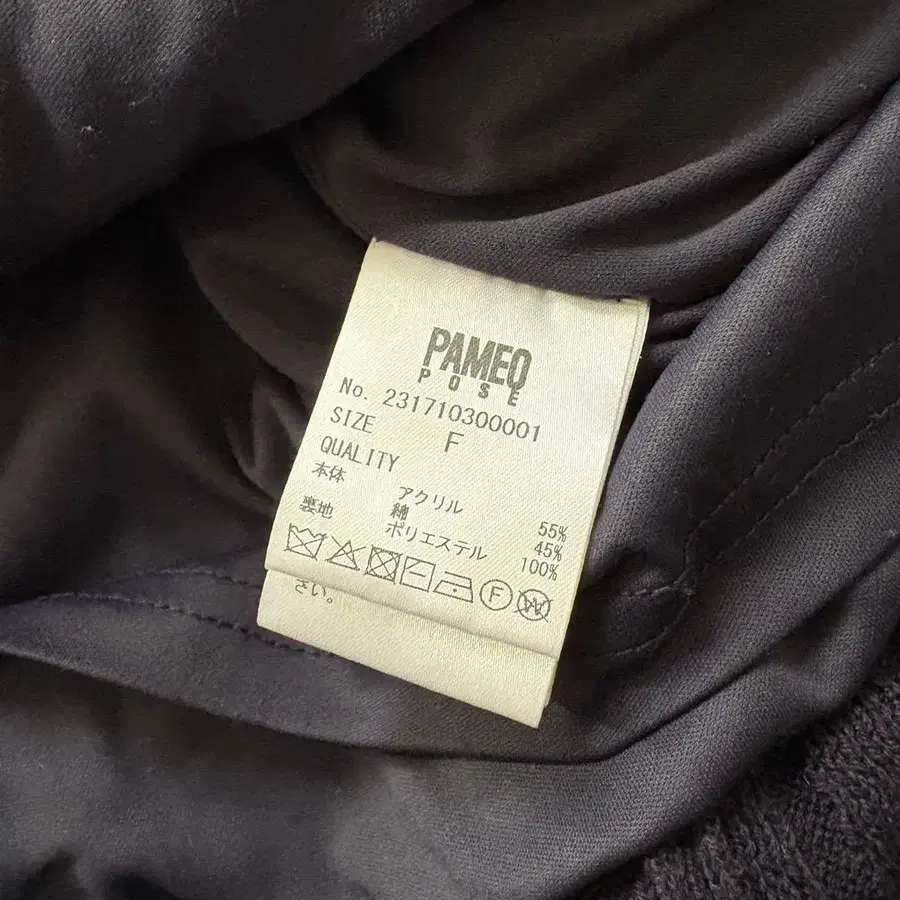 PAMEO
POSE
No. 231710300001
SIZE F
QUALITY
本体 アクリル 55%
綿 45%
裏地 ポリエステル 100%
F W
さい。